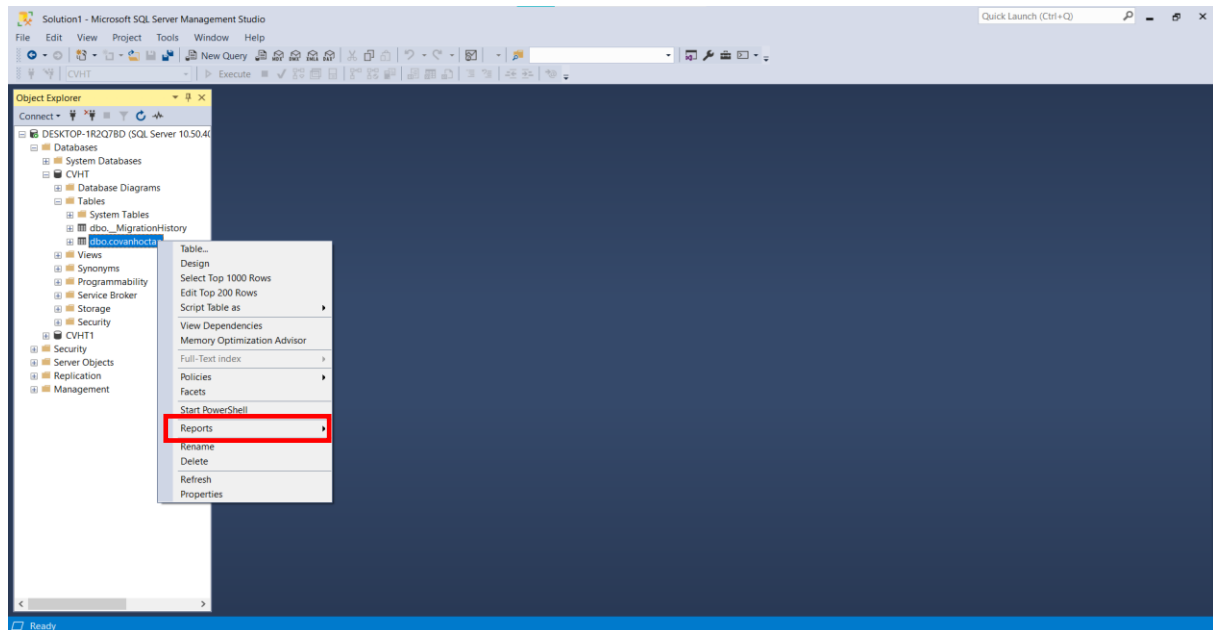 Solution1 - Microsoft SQL Server Management Studio
Quick Launch (Ctrl+Q)
File Edit View Project Tools Window Help
New Query
CVHT
Execute
Object Explorer
Connect
DESKTOP-1R2Q7BD (SQL Server 10.50.40
Databases
System Databases
CVHT
Database Diagrams
Tables
System Tables
dbo.__MigrationHistory
dbo.covanhocta
Views
Synonyms
Programmability
Service Broker
Storage
Security
CVHT1
Security
Server Objects
Replication
Management
Table...
Design
Select Top 1000 Rows
Edit Top 200 Rows
Script Table as
View Dependencies
Memory Optimization Advisor
Full-Text index
Policies
Facets
Start PowerShell
Reports
Rename
Delete
Refresh
Properties
Ready